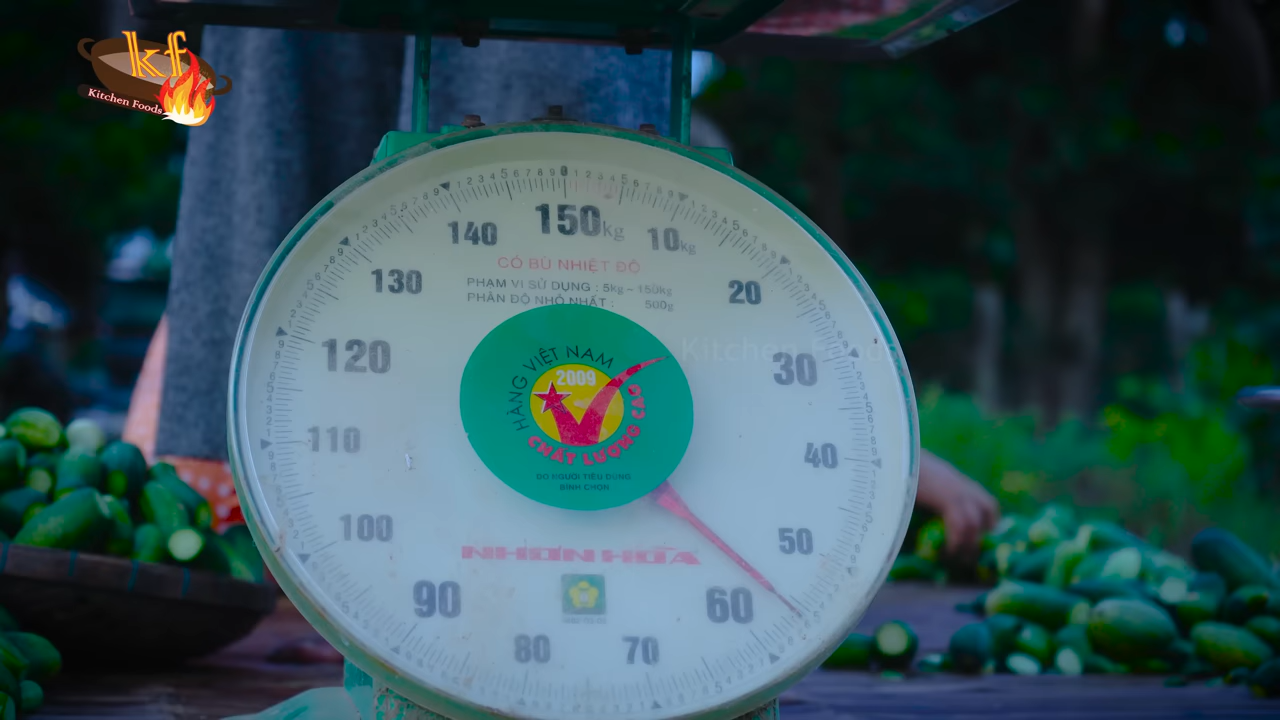 kf
Kitchen Foods
150kg
140
10kg
130
20
CÓ BÙ NHIỆT ĐỘ
PHẠM VI SỬ DỤNG : 5kg – 150kg
PHÂN ĐỘ NHỎ NHẤT : 500g
120
30
HÀNG VIỆT NAM
2009
CHẤT LƯỢNG CAO
DO NGƯỜI TIÊU DÙNG
BÌNH CHỌN
Kitchen Foods
110
40
100
50
NHƠN HÒA
90
60
80
70